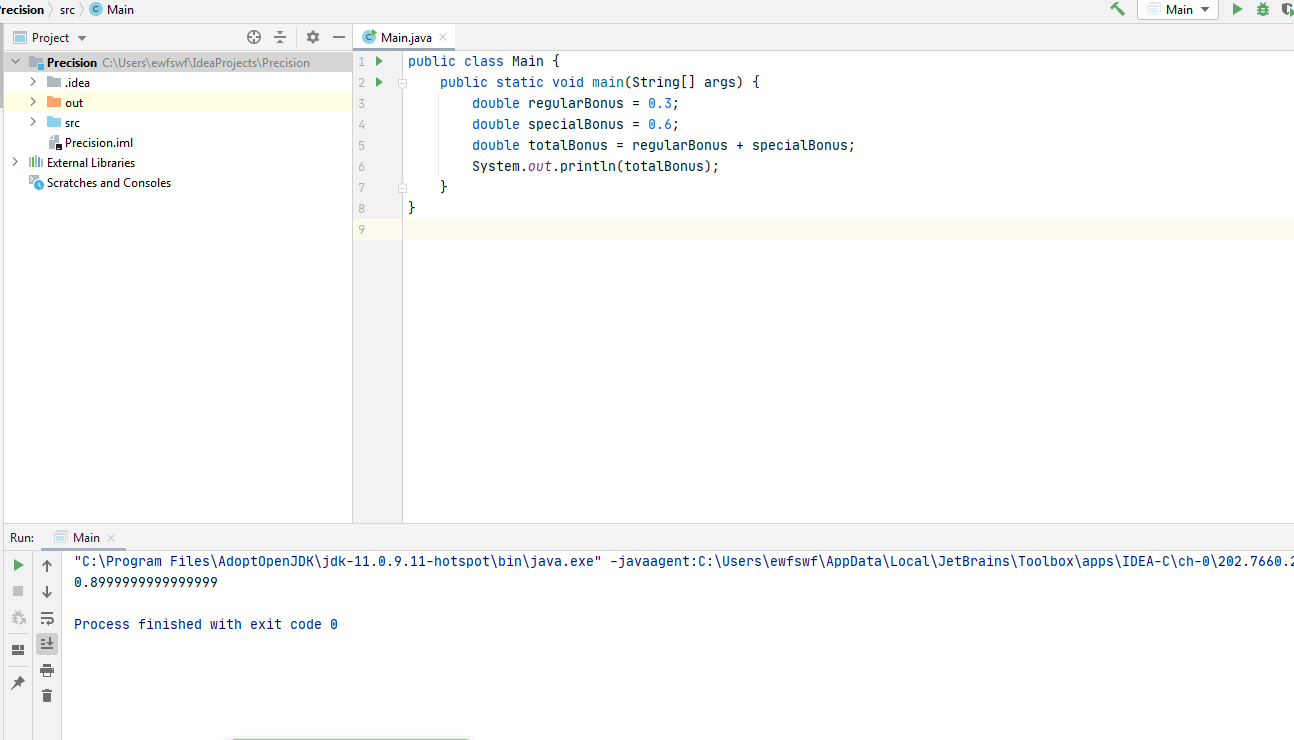 Precision src Main
Main
Project
Main.java
Precision C:\Users\ewfswf\IdeaProjects\Precision
.idea
out
src
Precision.iml
External Libraries
Scratches and Consoles
1 public class Main {
2 public static void main(String[] args) {
3 double regularBonus = 0.3;
4 double specialBonus = 0.6;
5 double totalBonus = regularBonus + specialBonus;
6 System.out.println(totalBonus);
7 }
8 }
9
Run: Main
"C:\Program Files\AdoptOpenJDK\jdk-11.0.9.11-hotspot\bin\java.exe" -javaagent:C:\Users\ewfswf\AppData\Local\JetBrains\Toolbox\apps\IDEA-C\ch-0\202.7660.2
0.8999999999999999
Process finished with exit code 0